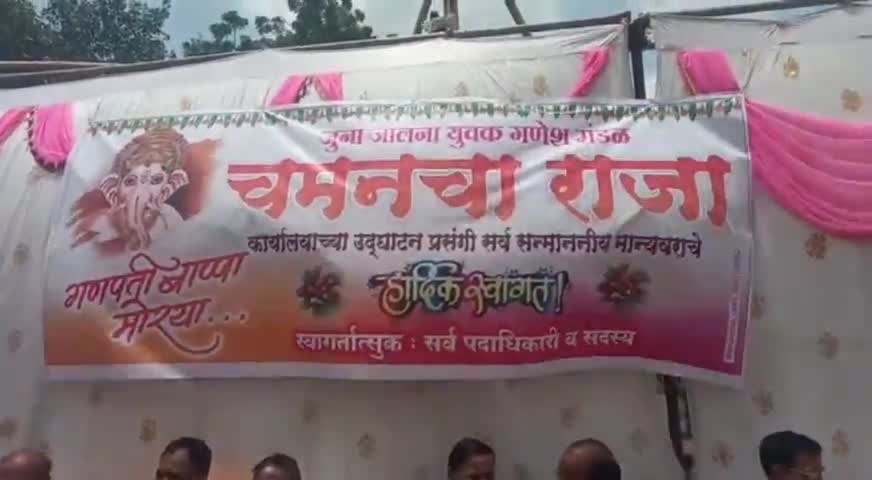 जुना जालना युवक गणेश मंडळ
चमनचा राजा
कार्यालयाच्या उद्घाटन प्रसंगी सर्व सन्माननीय मान्यवराचे
गणपती बाप्पा
मोरया...
हार्दिक स्वागत!
स्वागर्तात्सुक : सर्व पदाधिकारी व सदस्य